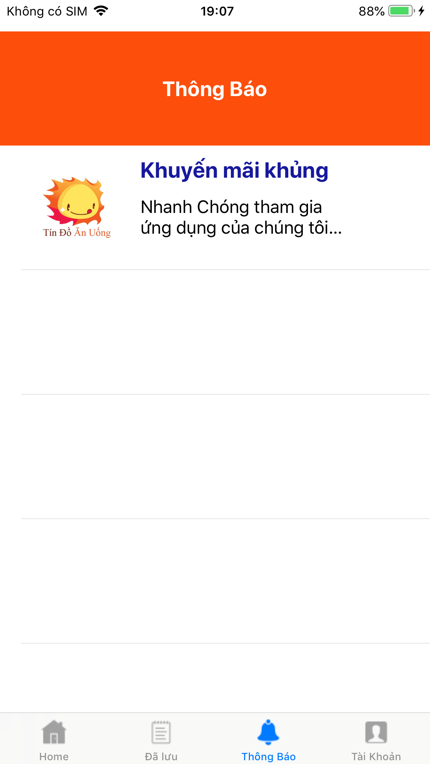 Không có SIM
19:07
88%
Thông Báo
Khuyến mãi khủng
Nhanh Chóng tham gia
ứng dụng của chúng tôi...
Tín Đồ Ăn Uống
Home
Đã lưu
Thông Báo
Tài Khoản